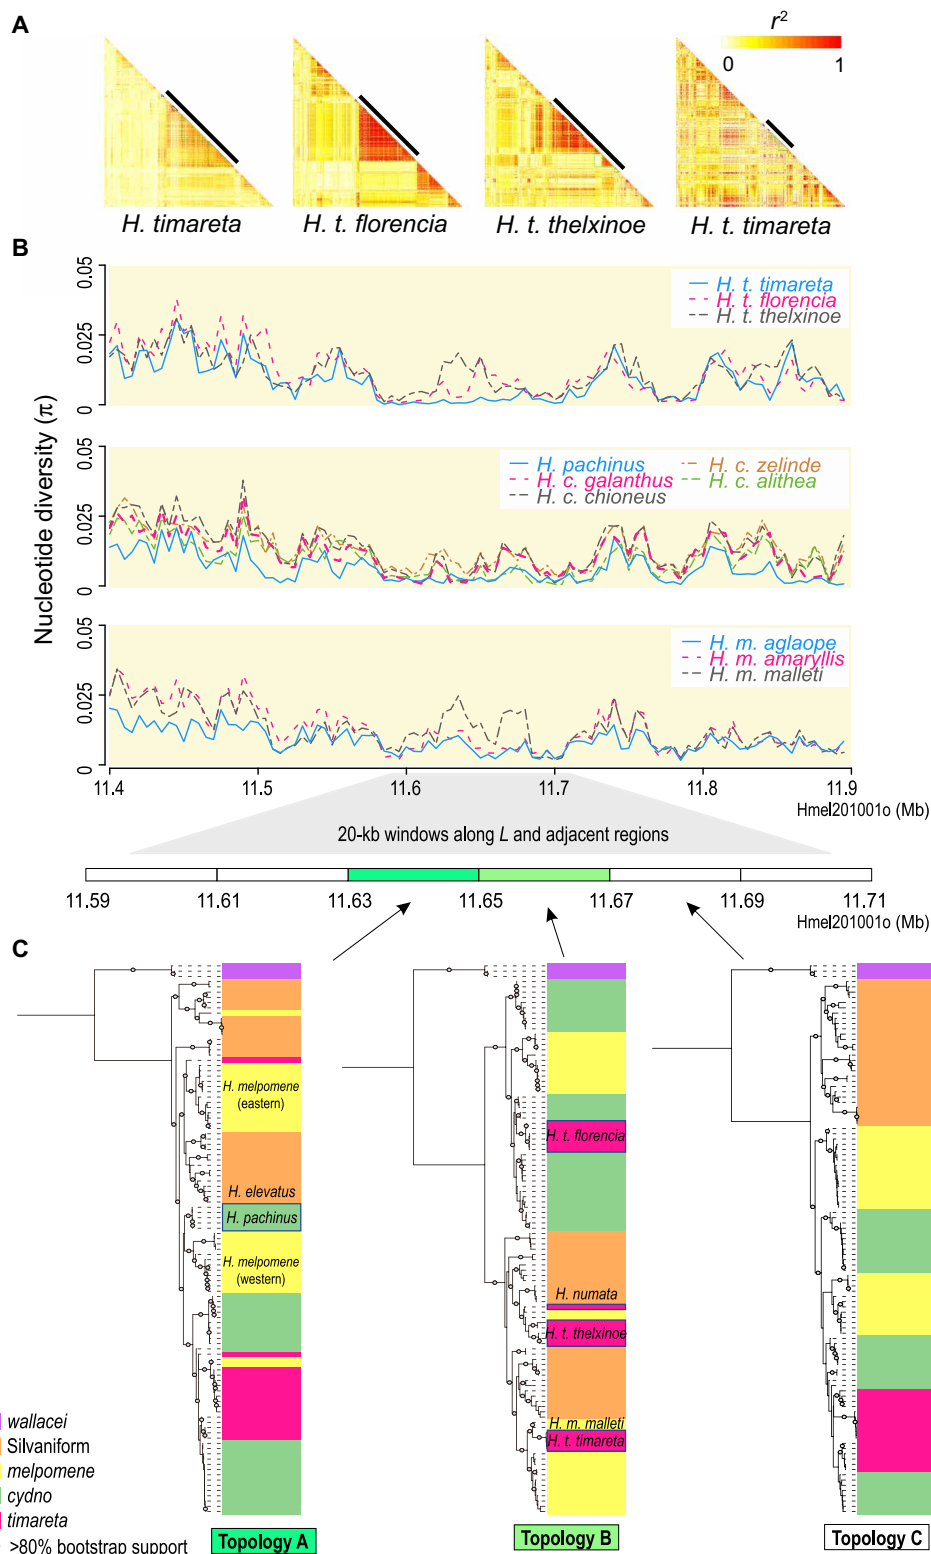 A
r²
0 1
H. timareta
H. t. florencia
H. t. thelxinoe
H. t. timareta
B
Nucleotide diversity (π)
0.05
0.025
0
H. t. timareta
H. t. florencia
H. t. thelxinoe
0.05
0.025
0
H. pachinus
H. c. galanthus
H. c. chioneus
H. c. zelinde
H. c. alithea
0.05
0.025
0
H. m. aglaope
H. m. amaryllis
H. m. malleti
11.4 11.5 11.6 11.7 11.8 11.9
Hmel201001o (Mb)
20-kb windows along L and adjacent regions
11.59 11.61 11.63 11.65 11.67 11.69 11.71
Hmel201001o (Mb)
C
H. melpomene
(eastern)
H. elevatus
H. pachinus
H. melpomene
(western)
H. t. florencia
H. numata
H. t. thelxinoe
H. m. malleti
H. t. timareta
wallacei
Silvaniform
melpomene
cydno
timareta
>80% bootstrap support
Topology A
Topology B
Topology C